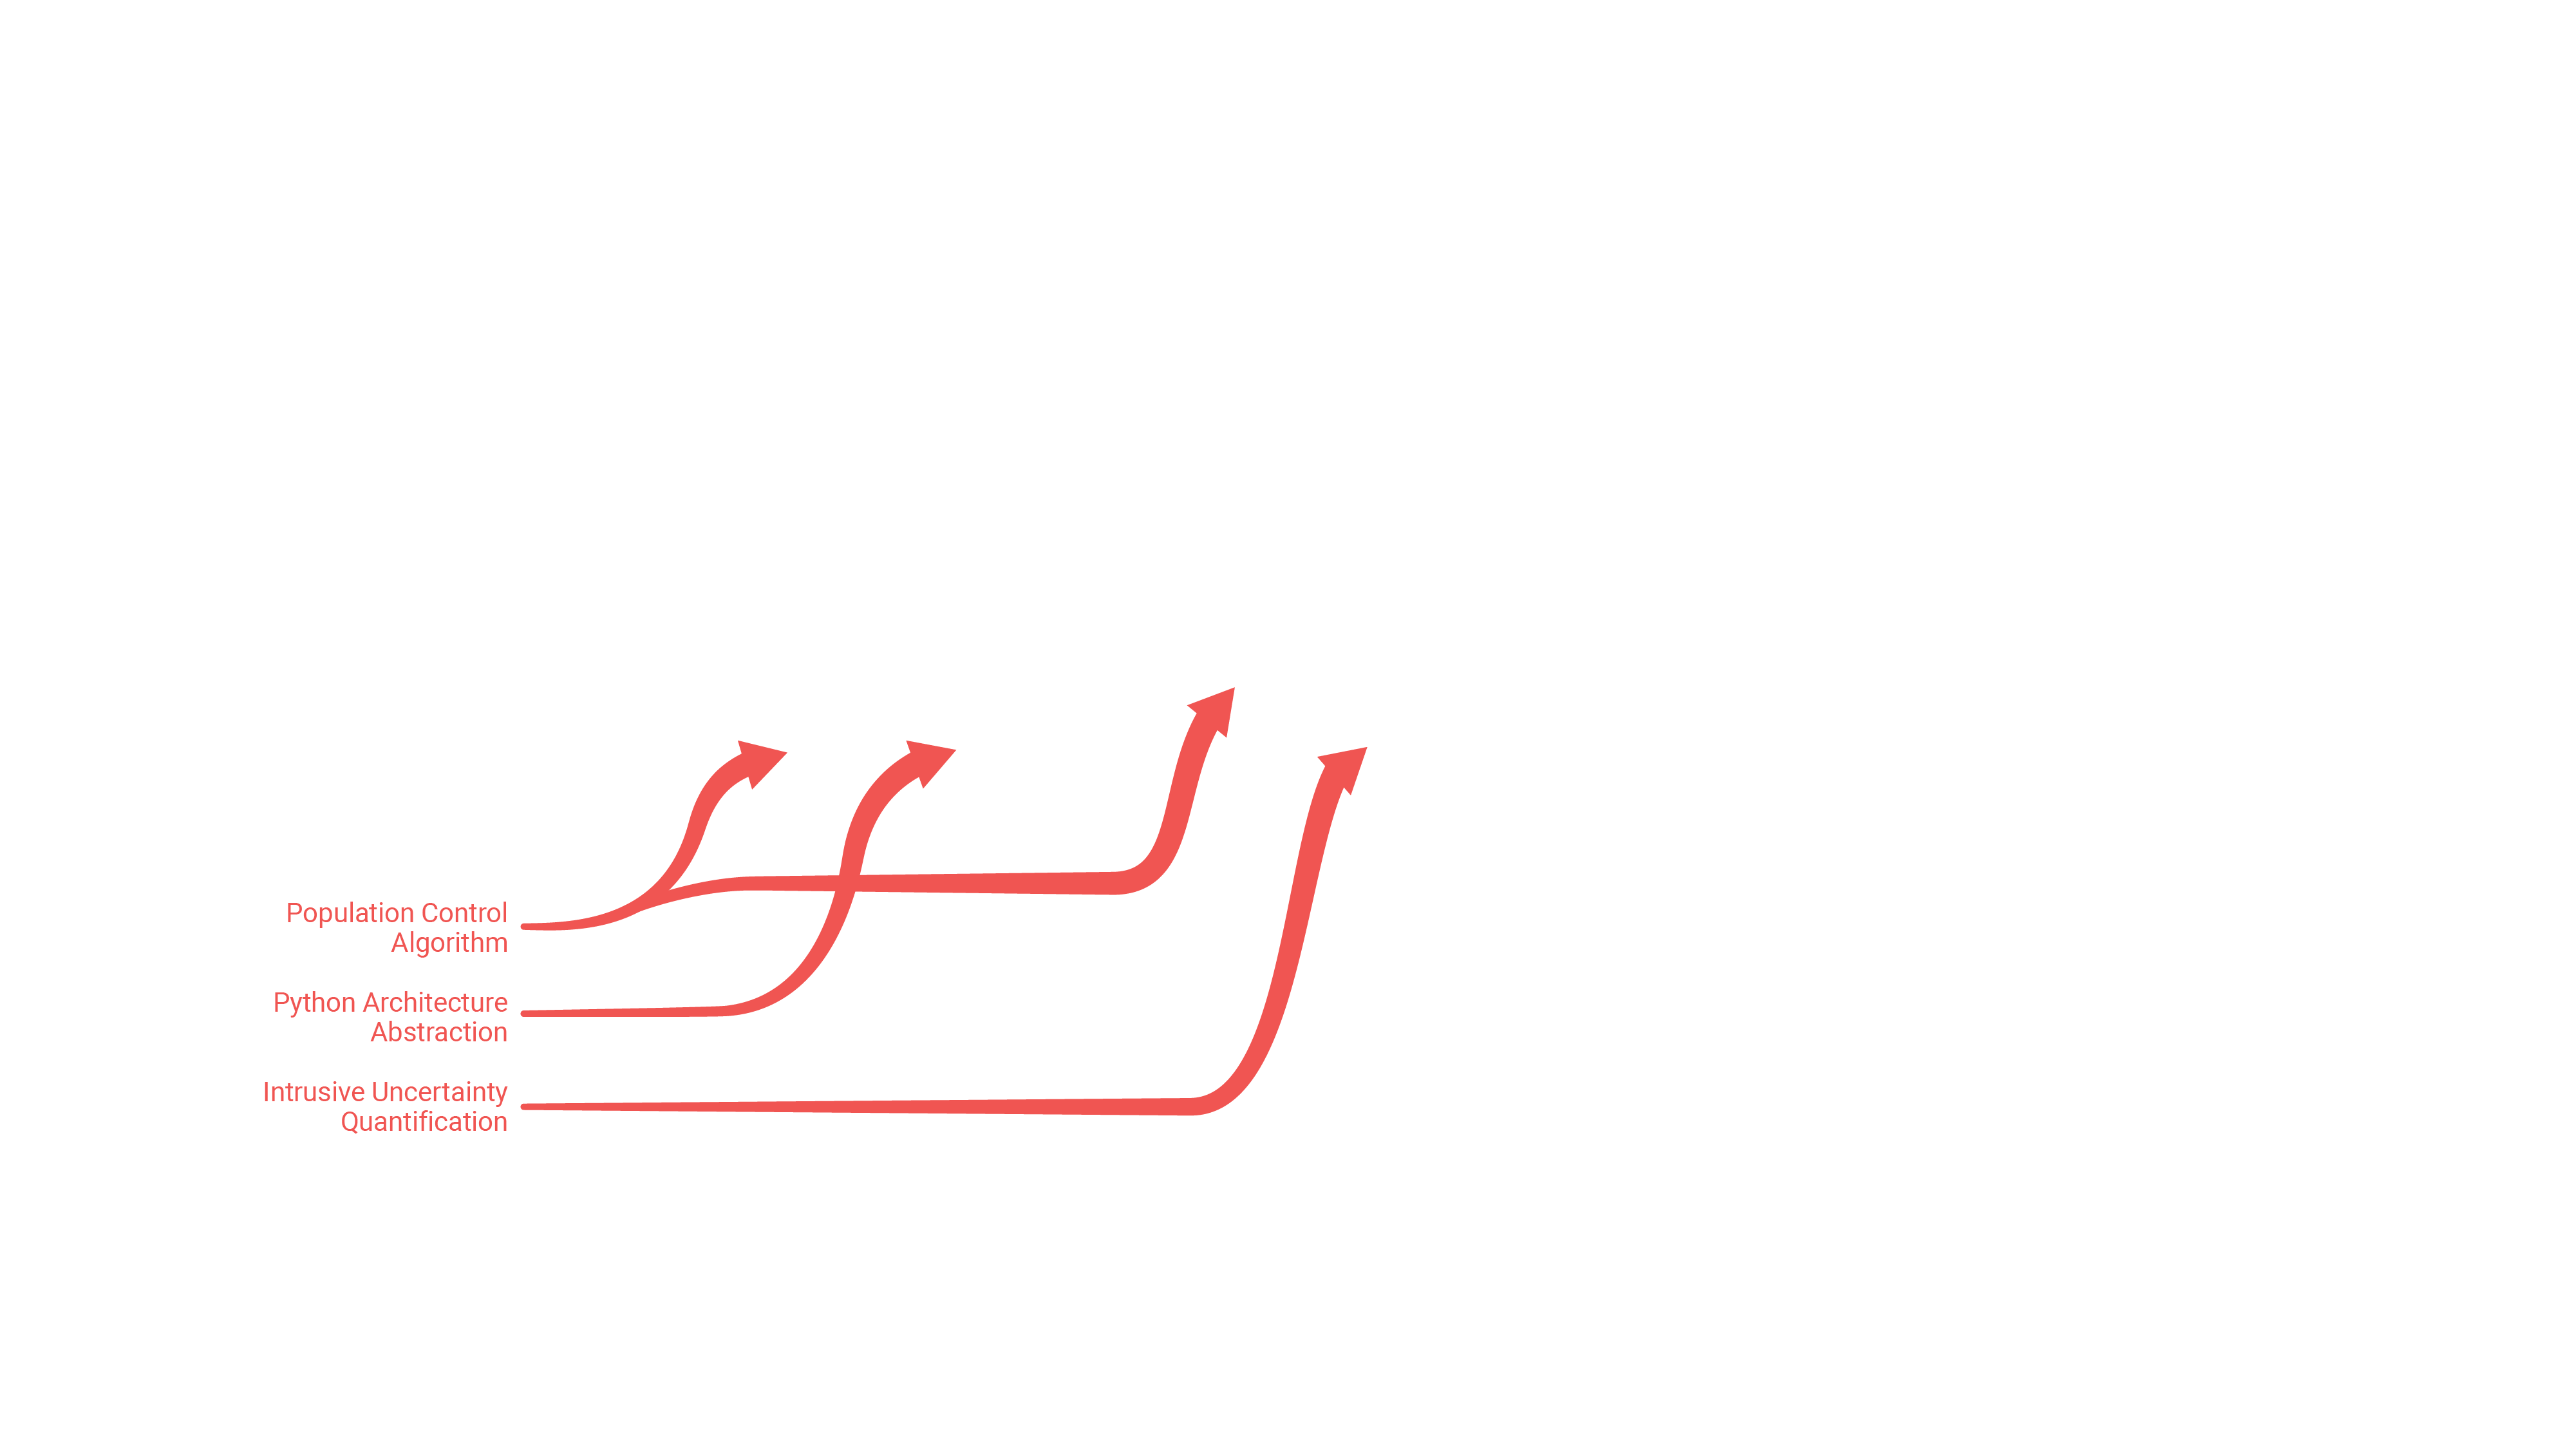 Population Control
Algorithm
Python Architecture
Abstraction
Intrusive Uncertainty
Quantification